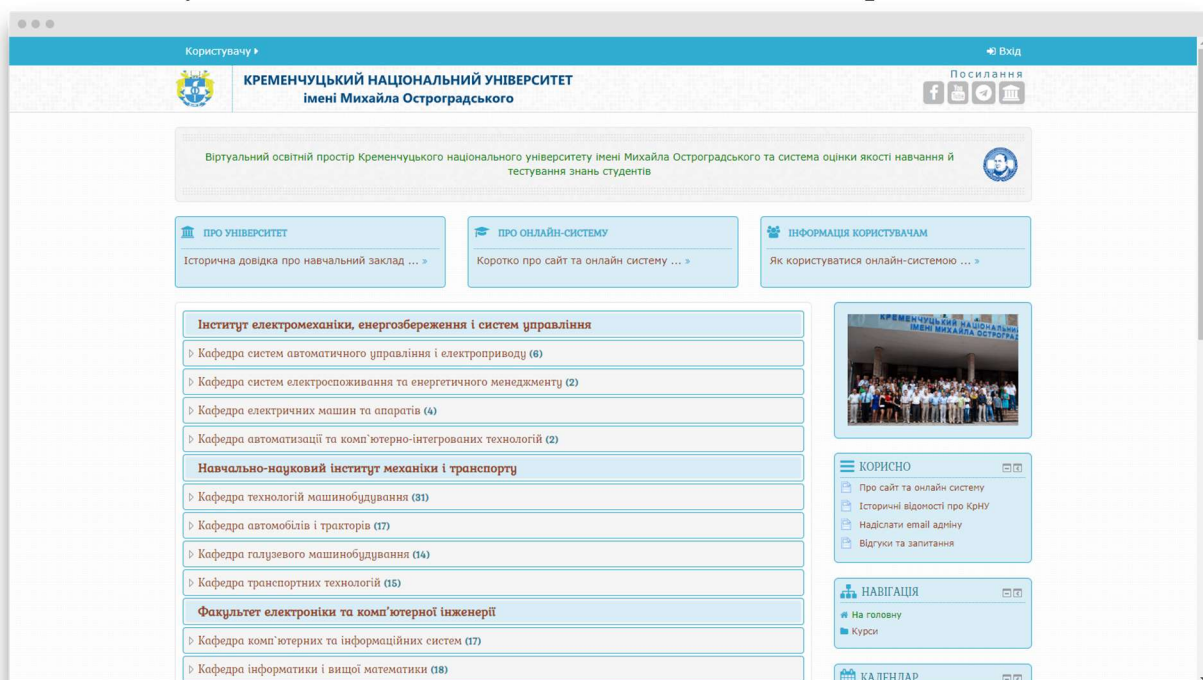 Користувачу
Вхід
КРЕМЕНЧУЦЬКИЙ НАЦІОНАЛЬНИЙ УНІВЕРСИТЕТ
імені Михайла Остроградського
Посилання
Віртуальний освітній простір Кременчуцького національного університету імені Михайла Остроградського та система оцінки якості навчання й
тестування знань студентів
ПРО УНІВЕРСИТЕТ
Історична довідка про навчальний заклад ... »
ПРО ОНЛАЙН-СИСТЕМУ
Коротко про сайт та онлайн систему ... »
ІНФОРМАЦІЯ КОРИСТУВАЧАМ
Як користуватися онлайн-системою ... »
Інститут електромеханіки, енергозбереження і систем управління
Кафедра систем автоматичного управління і електроприводу (6)
Кафедра систем електроспоживання та енергетичного менеджменту (2)
Кафедра електричних машин та апаратів (4)
Кафедра автоматизації та комп`ютерно-інтегрованих технологій (2)
Навчально-науковий інститут механіки і транспорту
Кафедра технологій машинобудування (31)
Кафедра автомобілів і тракторів (17)
Кафедра галузевого машинобудування (14)
Кафедра транспортних технологій (15)
Факультет електроніки та комп'ютерної інженерії
Кафедра комп`ютерних та інформаційних систем (17)
Кафедра інформатики і вищої математики (18)
КРЕМЕНЧУЦЬКИЙ НАЦІОНАЛЬНИЙ
ІМЕНІ МИХАЙЛА
КОРИСНО
Про сайт та онлайн систему
Історичні відомості про КрНУ
Надіслати email адміну
Відгуки та запитання
НАВІГАЦІЯ
На головну
Курси
КАЛЕНДАР